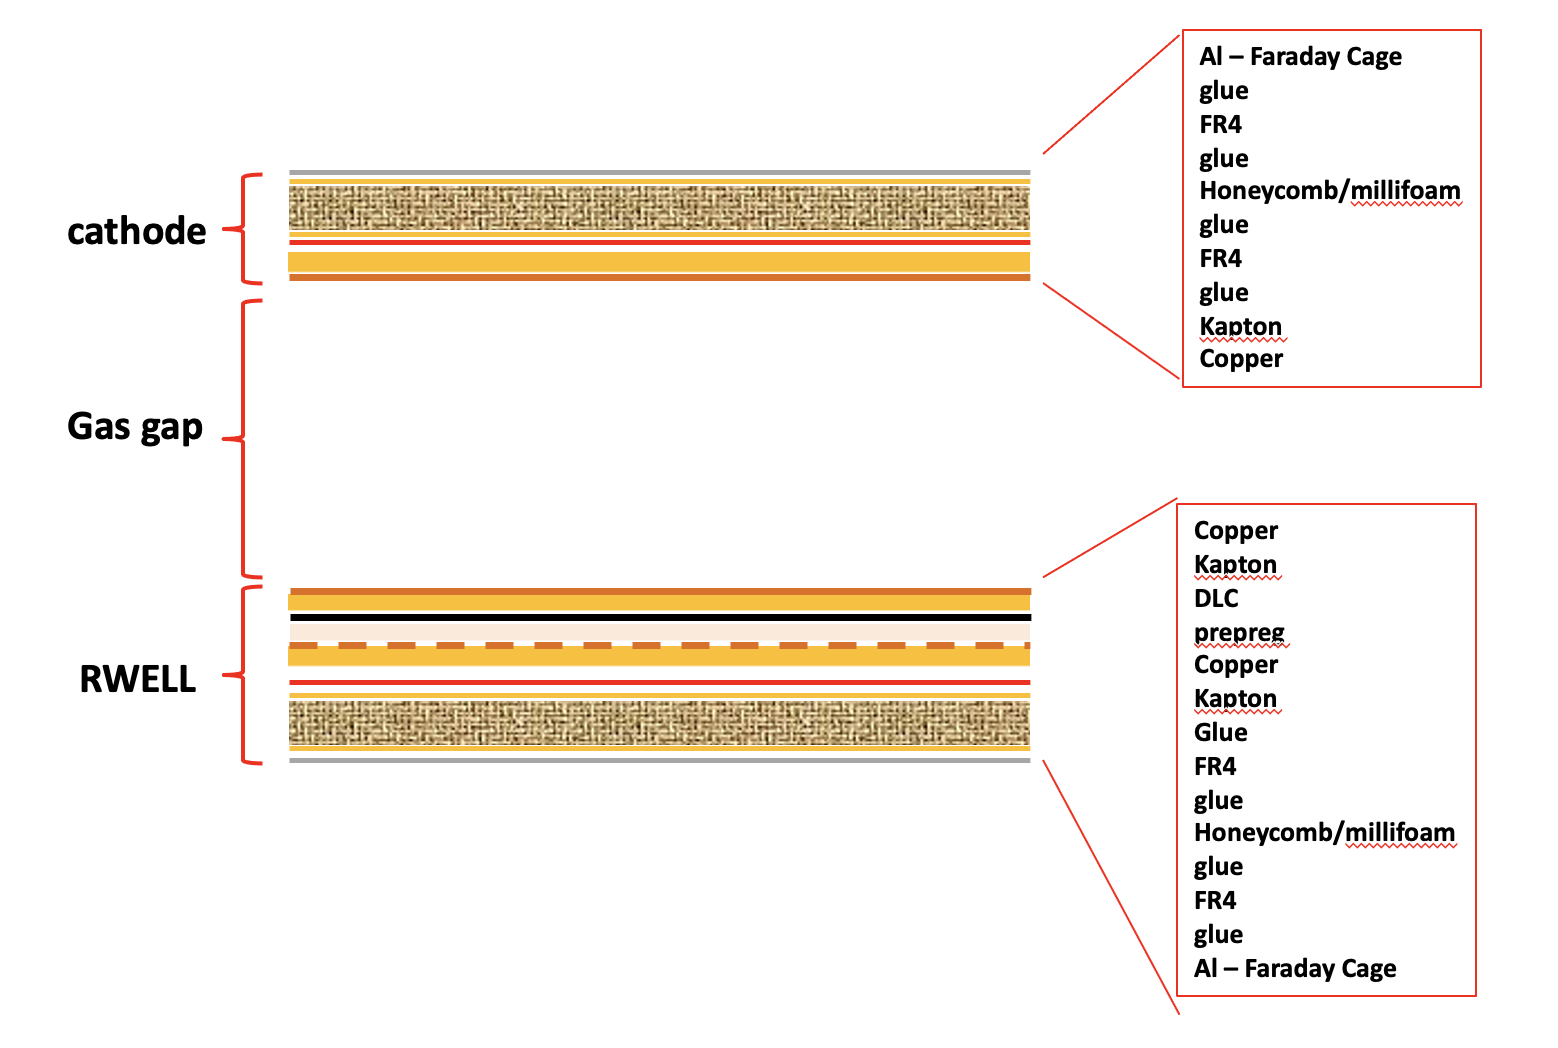 cathode
Gas gap
RWELL
Al – Faraday Cage
glue
FR4
glue
Honeycomb/millifoam
glue
FR4
glue
Kapton
Copper
Copper
Kapton
DLC
prepreg
Copper
Kapton
Glue
FR4
glue
Honeycomb/millifoam
glue
FR4
glue
Al – Faraday Cage